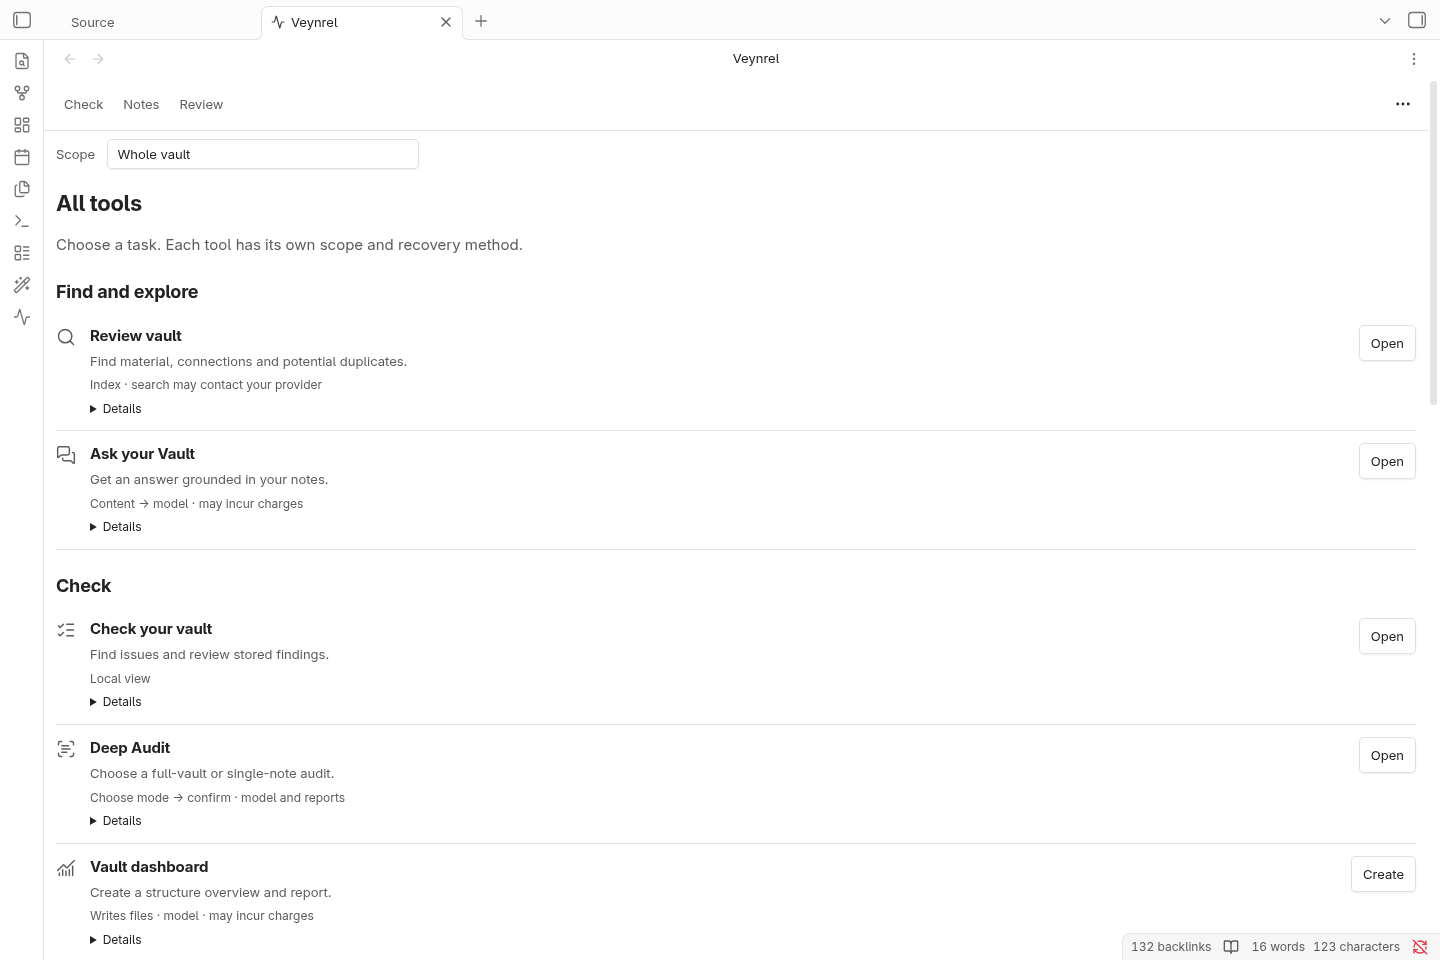 Source
Veynrel
Veynrel
Check Notes Review
Scope Whole vault
All tools
Choose a task. Each tool has its own scope and recovery method.
Find and explore
Review vault
Open
Find material, connections and potential duplicates.
Index · search may contact your provider
Details
Ask your Vault
Open
Get an answer grounded in your notes.
Content → model · may incur charges
Details
Check
Check your vault
Open
Find issues and review stored findings.
Local view
Details
Deep Audit
Open
Choose a full-vault or single-note audit.
Choose mode → confirm · model and reports
Details
Vault dashboard
Create
Create a structure overview and report.
Writes files · model · may incur charges
Details
132 backlinks 16 words 123 characters